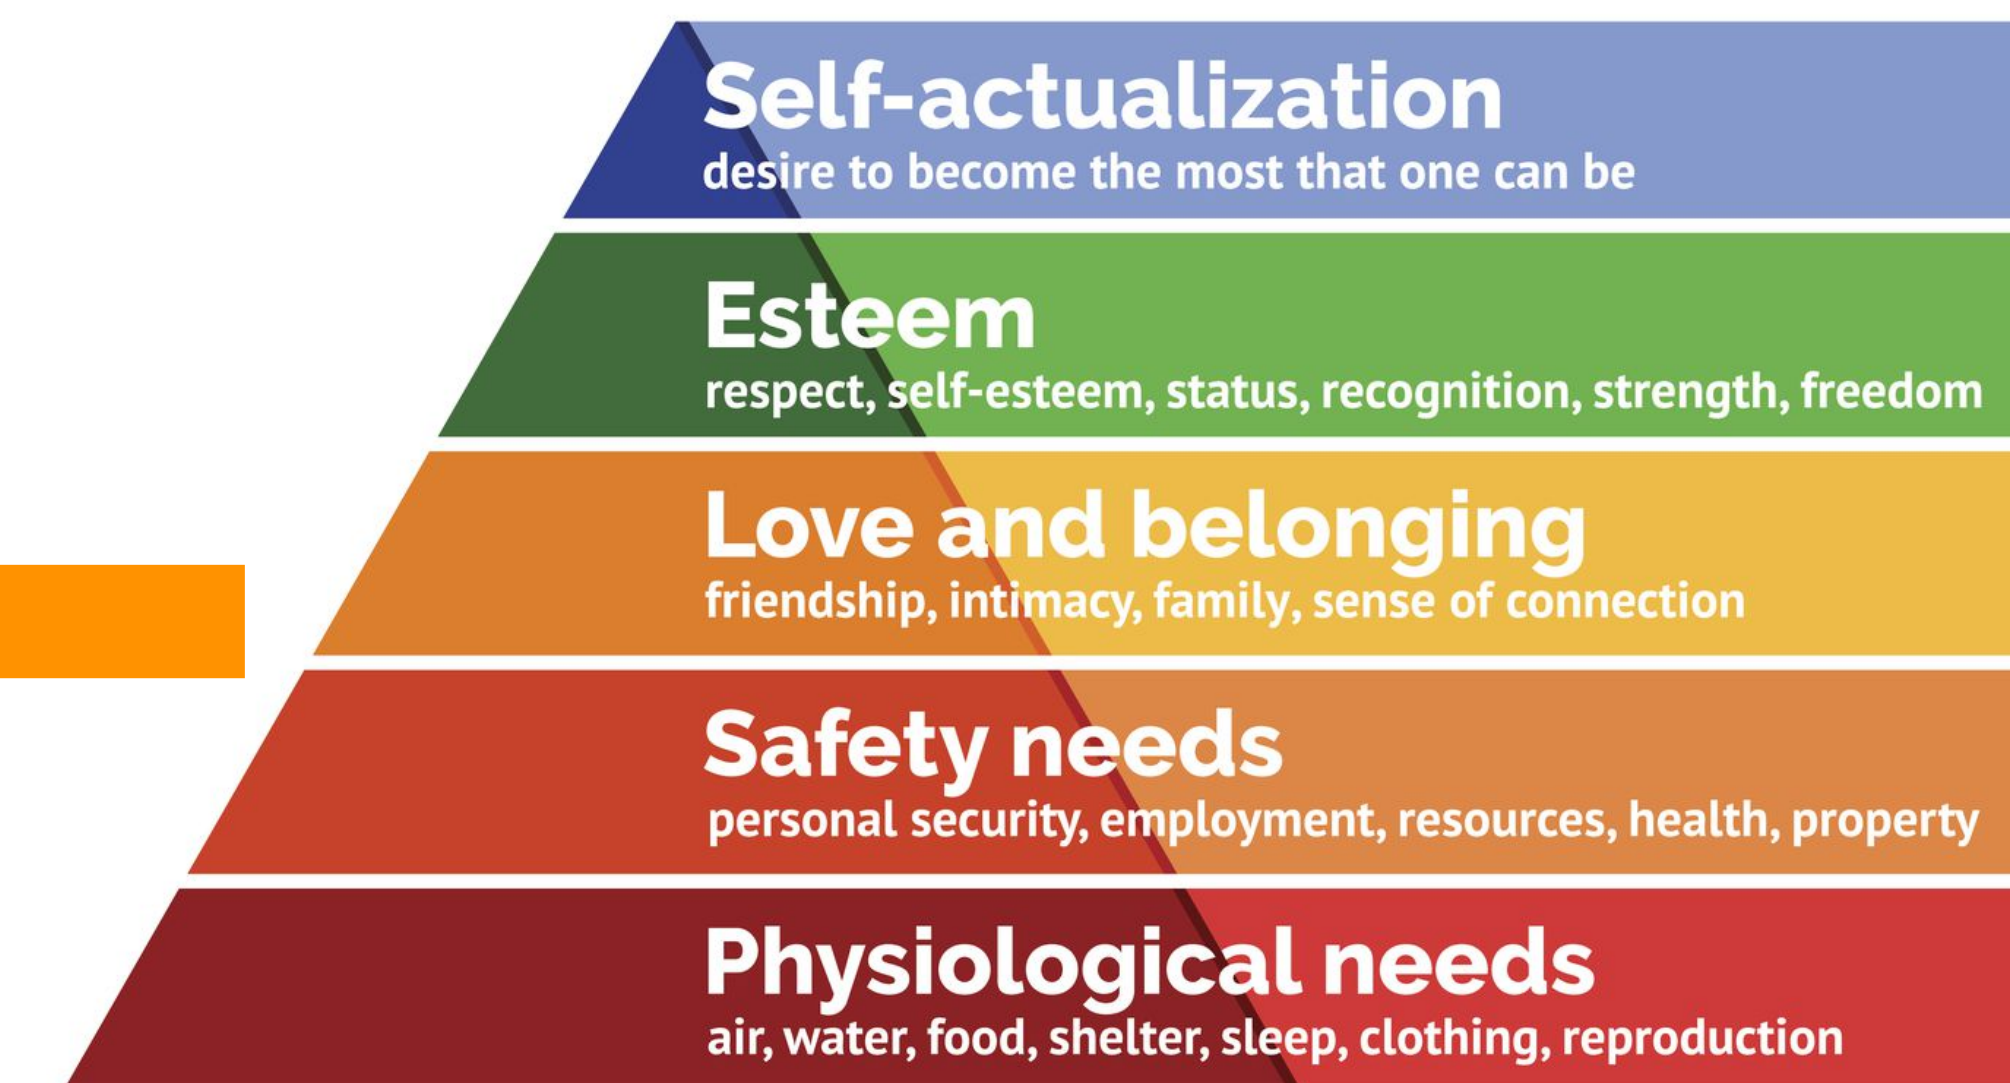 Self-actualization
desire to become the most that one can be
Esteem
respect, self-esteem, status, recognition, strength, freedom
Love and belonging
friendship, intimacy, family, sense of connection
Safety needs
personal security, employment, resources, health, property
Physiological needs
air, water, food, shelter, sleep, clothing, reproduction